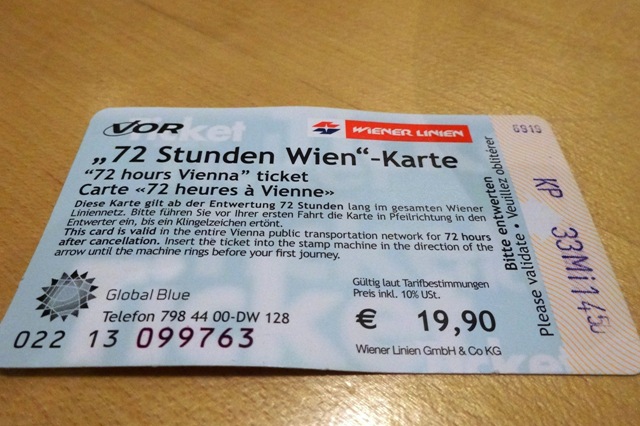 VOR WIENER LINIEN
„72 Stunden Wien“-Karte
“72 hours Vienna” ticket
Carte «72 heures à Vienne»
Diese Karte gilt ab der Entwertung 72 Stunden lang im gesamten Wiener
Liniennetz. Bitte führen Sie vor Ihrer ersten Fahrt die Karte in Pfeilrichtung in den
Entwerter ein, bis ein Klingelzeichen ertönt.
This card is valid in the entire Vienna public transportation network for 72 hours
after cancellation. Insert the ticket into the stamp machine in the direction of the
arrow until the machine rings before your first journey.
Global Blue
Telefon 798 44 00-DW 128
022 13 099763
Gültig laut Tarifbestimmungen
Preis inkl. 10% USt.
€ 19,90
Wiener Linien GmbH & Co KG
Bitte entwerten
Please validate • Veuillez oblitérer
KP 33Mi1450